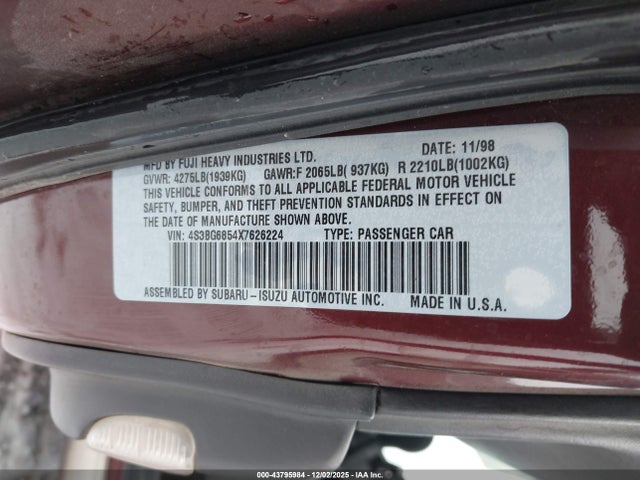 MFD BY FUJI HEAVY INDUSTRIES LTD. DATE: 11/98
GVWR: 4275LB(1939KG) GAWR:F 2065LB( 937KG) R 2210LB(1002KG)
THIS VEHICLE CONFORMS TO ALL APPLICABLE FEDERAL MOTOR VEHICLE
SAFETY, BUMPER, AND THEFT PREVENTION STANDARDS IN EFFECT ON
THE DATE OF MANUFACTURE SHOWN ABOVE.
VIN: 4S3BG6854X7626224 TYPE: PASSENGER CAR
ASSEMBLED BY SUBARU-ISUZU AUTOMOTIVE INC. MADE IN U.S.A.
000-43795984 12/02/2025 IAA Inc. Copyright